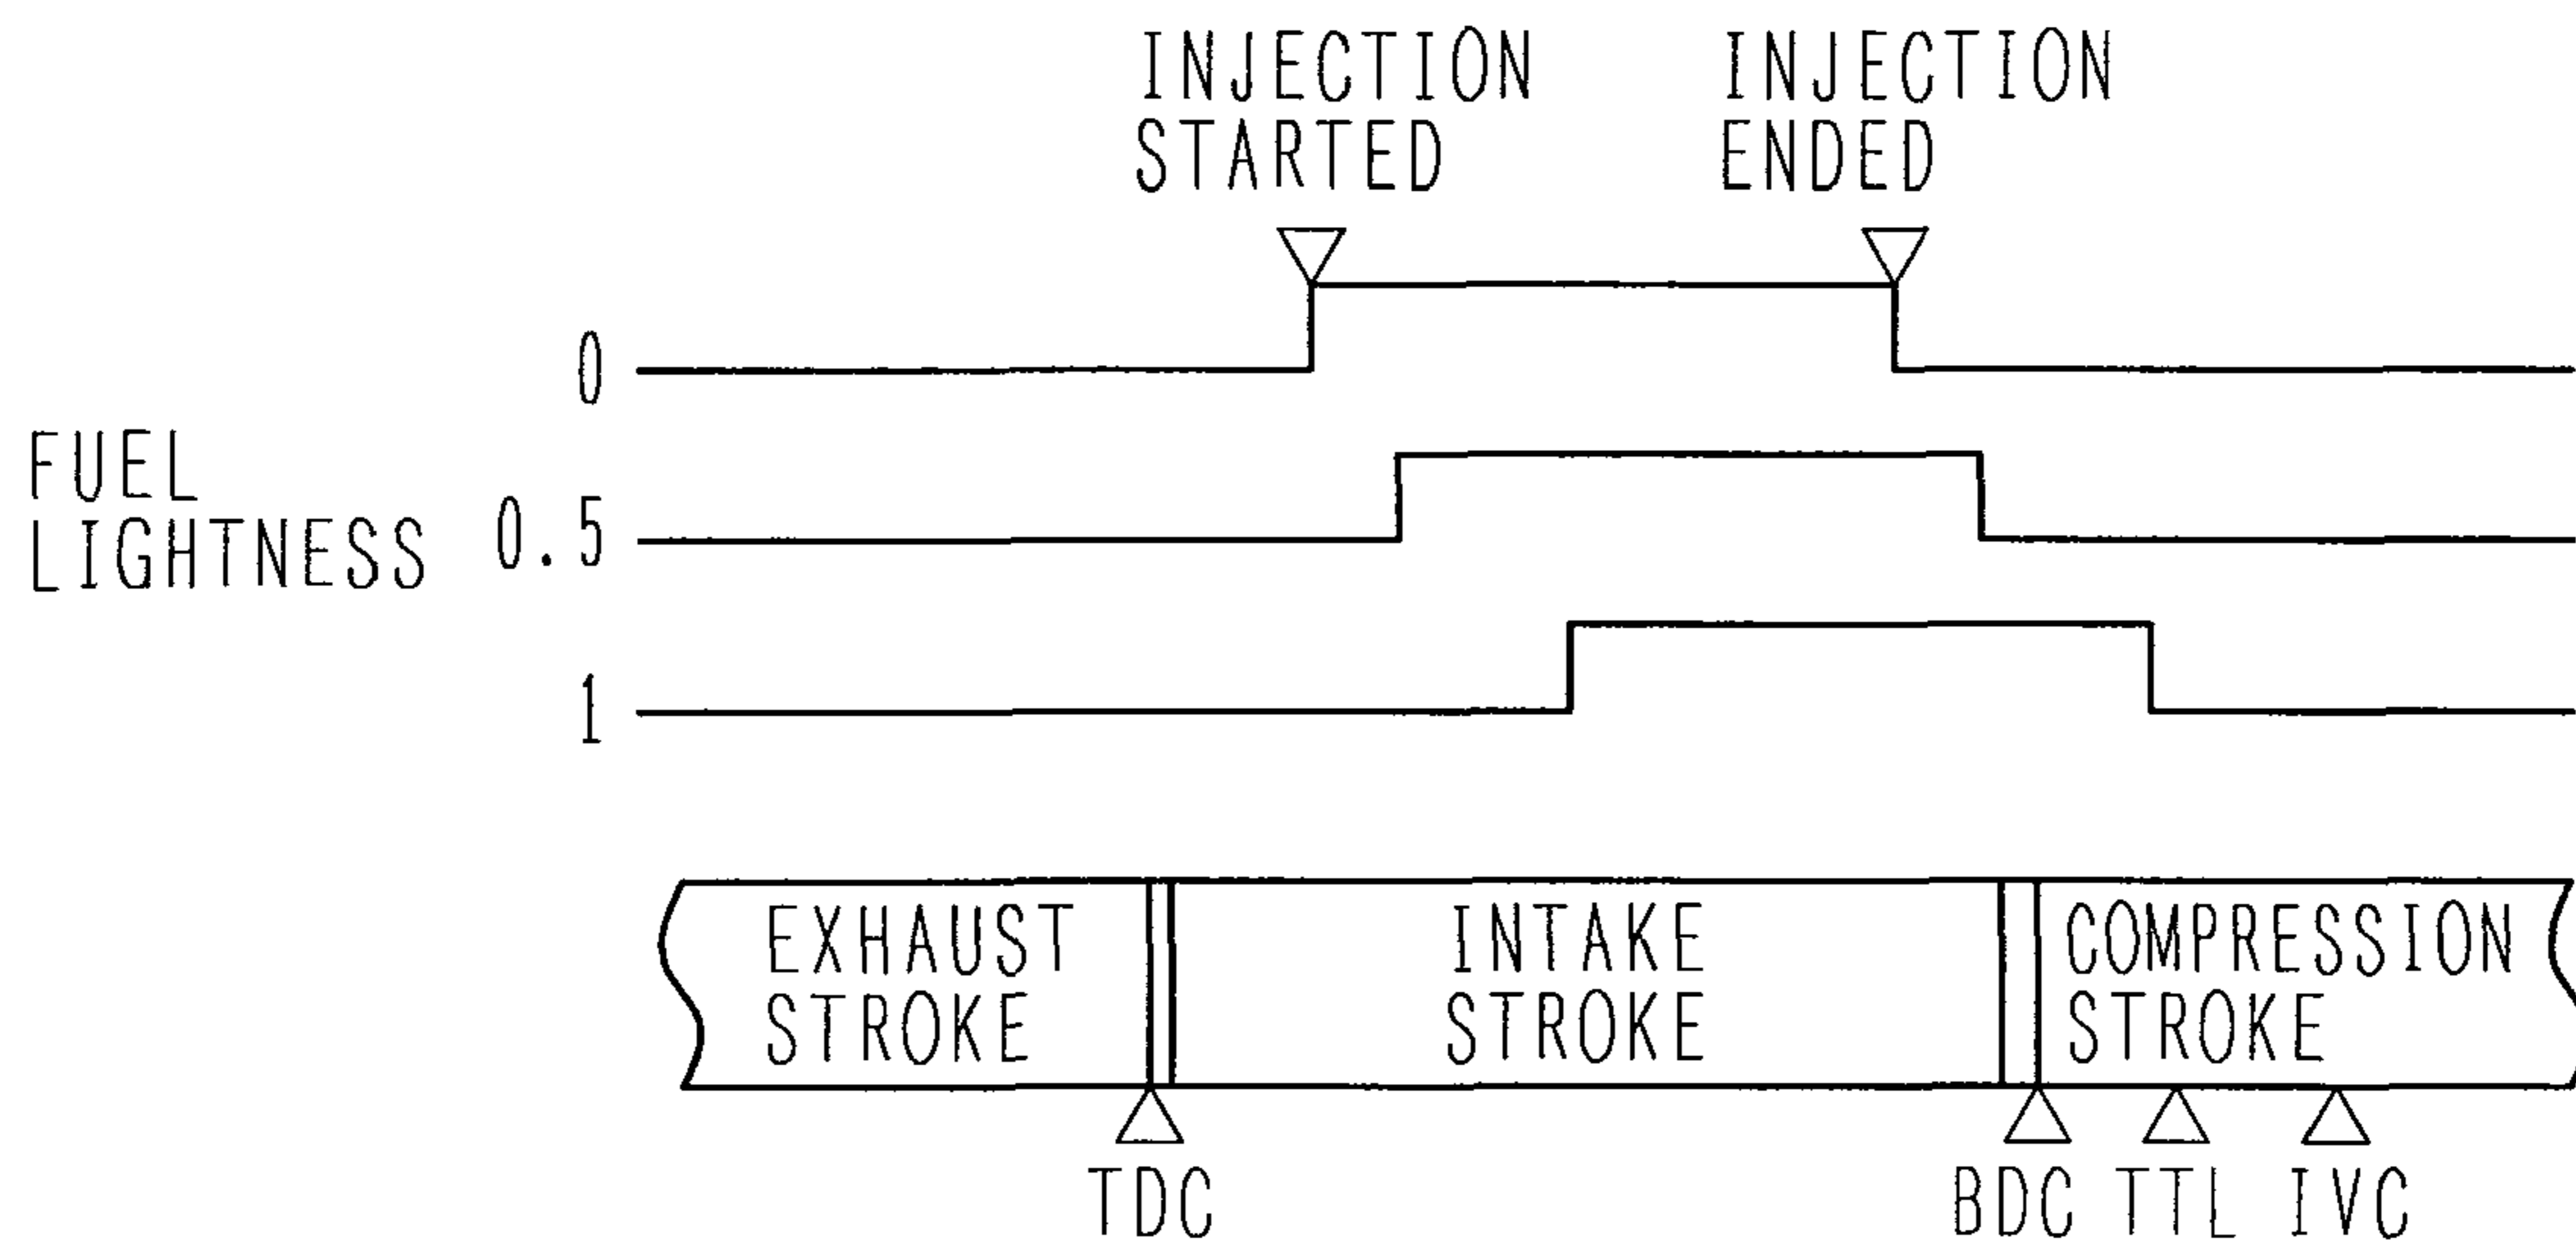 INJECTION
STARTED
INJECTION
ENDED
0
FUEL
LIGHTNESS
0.5
1
EXHAUST
STROKE
INTAKE
STROKE
COMPRESSION
STROKE
TDC
BDC
TTL
IVC